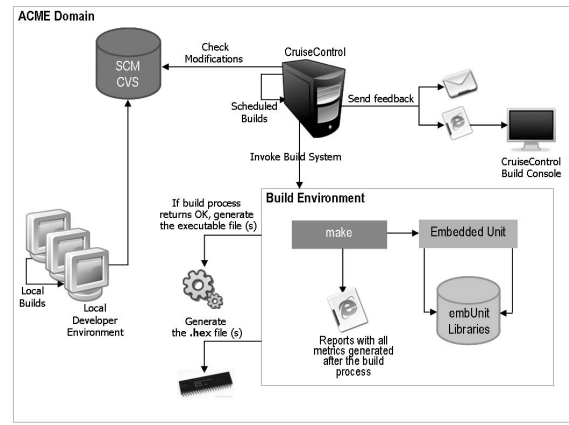 ACME Domain
SCM
CVS
Check
Modifications
CruiseControl
Scheduled
Builds
Send feedback
CruiseControl
Build Console
Invoke Build System
Build Environment
If build process
returns OK, generate
the executable file (s)
make
Embedded Unit
Local
Builds
Local
Developer
Environment
Generate
the .hex file (s)
Reports with all
metrics generated
after the build
process
embUnit
Libraries